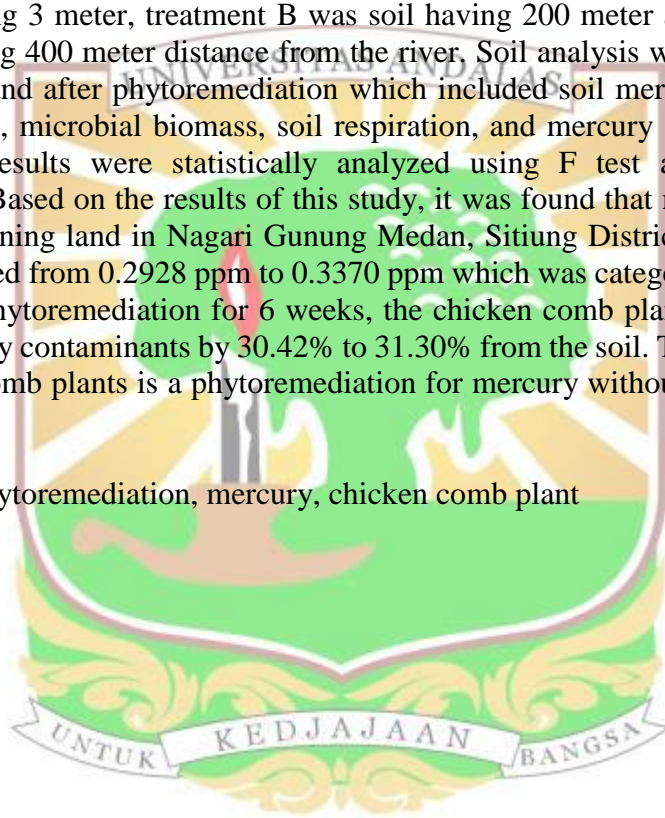 ng 3 meter, treatment B was soil having 200 meter
g 400 meter distance from the river. Soil analysis w
UNIVERSITAS ANDALAS
nd after phytoremediation which included soil mer
, microbial biomass, soil respiration, and mercury
esults were statistically analyzed using F test a
Based on the results of this study, it was found that
ning land in Nagari Gunung Medan, Sitiung Distric
ed from 0.2928 ppm to 0.3370 ppm which was catego
hytoremediation for 6 weeks, the chicken comb plan
y contaminants by 30.42% to 31.30% from the soil. T
omb plants is a phytoremediation for mercury withou
ytoremediation, mercury, chicken comb plant
UNTUK KEDJAJAAN BANGSA